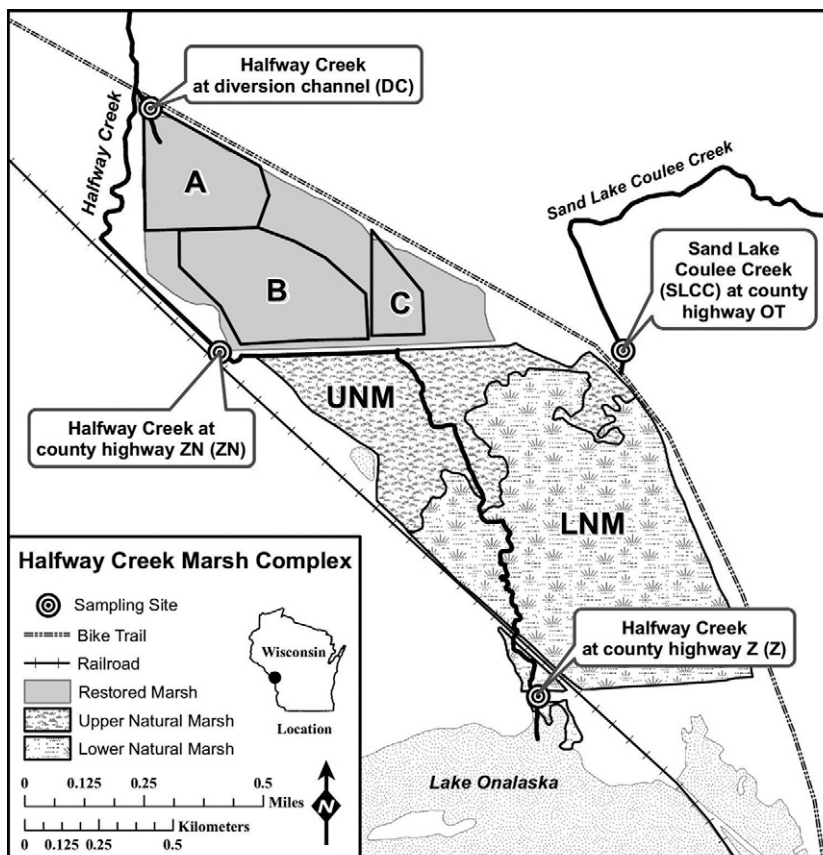 Halfway Creek
at diversion channel (DC)
Halfway Creek
Sand Lake Coulee Creek
A
B
C
Sand Lake
Coulee Creek
(SLCC) at county
highway OT
UNM
Halfway Creek at
county highway ZN (ZN)
LNM
Halfway Creek
at county highway Z (Z)
Lake Onalaska
Halfway Creek Marsh Complex
Sampling Site
Bike Trail
Railroad
Restored Marsh
Upper Natural Marsh
Lower Natural Marsh
Wisconsin
Location
0 0.125 0.25 0.5
Miles
Kilometers
0 0.125 0.25 0.5
N